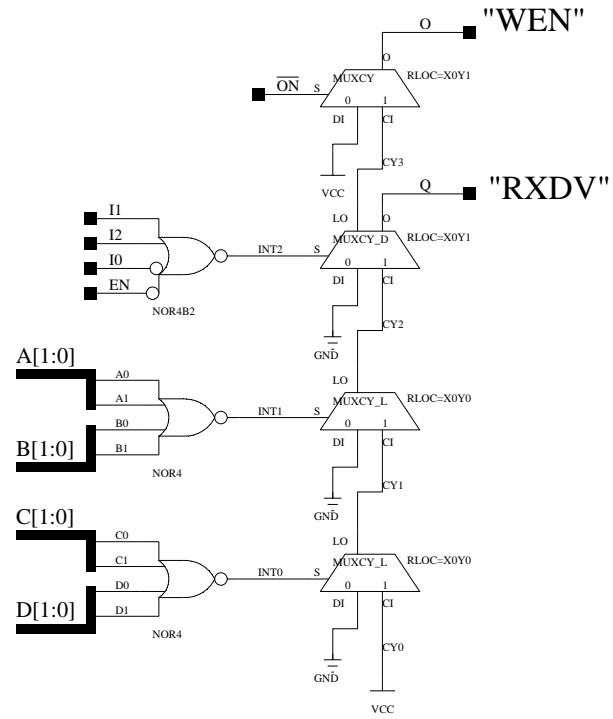 O "WEN"
O
MUXCY RLOC=X0Y1
ON S
0 1
DI CI
CY3
VCC
Q "RXDV"
LO O
I1
MUXCY_D RLOC=X0Y1
I2
INT2 S
I0
0 1
EN
DI CI
NOR4B2
CY2
GND
A[1:0]
LO
A0
MUXCY_L RLOC=X0Y0
A1
INT1 S
B0
0 1
B[1:0] B1
DI CI
NOR4
CY1
GND
C[1:0]
C0
LO
C1
MUXCY_L RLOC=X0Y0
INT0 S
D0
0 1
D[1:0] D1
DI CI
NOR4
CY0
GND
VCC